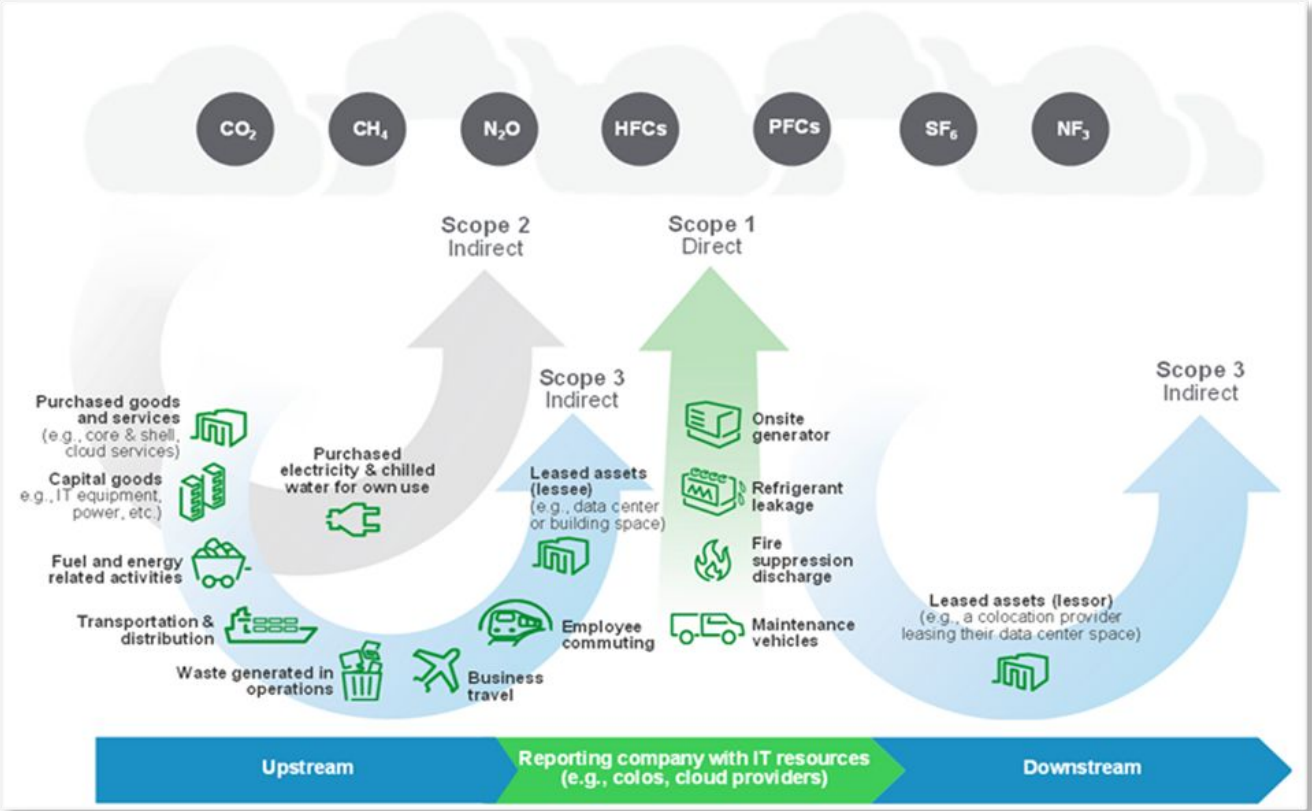 CO₂
CH₄
N₂O
HFCs
PFCs
SF₆
NF₃
Scope 2
Indirect
Scope 1
Direct
Scope 3
Indirect
Scope 3
Indirect
Purchased goods
and services
(e.g., core & shell,
cloud services)
Capital goods
e.g., IT equipment,
power, etc.)
Fuel and energy
related activities
Transportation &
distribution
Waste generated in
operations
Business
travel
Employee
commuting
Leased assets
(lessee)
(e.g., data center
or building space)
Purchased
electricity & chilled
water for own use
Onsite
generator
Refrigerant
leakage
Fire
suppression
discharge
Maintenance
vehicles
Leased assets (lessor)
(e.g., a colocation provider
leasing their data center space)
Upstream
Reporting company with IT resources
(e.g., colos, cloud providers)
Downstream